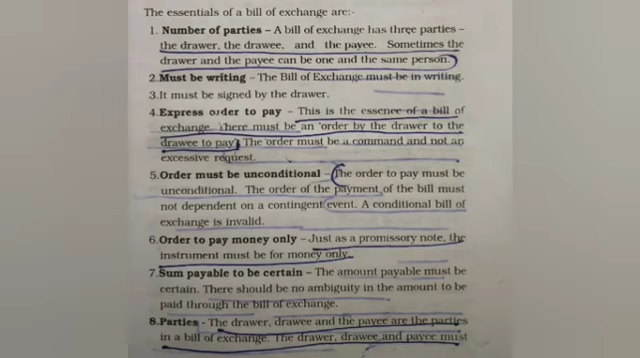 The essentials of a bill of exchange are:-
1. Number of parties – A bill of exchange has three parties –
the drawer, the drawee, and the payee. Sometimes the
drawer and the payee can be one and the same person.
2.Must be writing – The Bill of Exchange must be in writing.
3.It must be signed by the drawer.
4.Express order to pay – This is the essence of a bill of
exchange. There must be an 'order by the drawer to the
drawee to pay'. The order must be a command and not an
excessive request.
5.Order must be unconditional – The order to pay must be
unconditional. The order of the payment of the bill must
not dependent on a contingent event. A conditional bill of
exchange is invalid.
6.Order to pay money only – Just as a promissory note, the
instrument must be for money only.
7.Sum payable to be certain – The amount payable must be
certain. There should be no ambiguity in the amount to be
paid through the bill of exchange.
8.Parties - The drawer, drawee and the payee are the parties
in a bill of exchange. The drawer, drawee and payee must